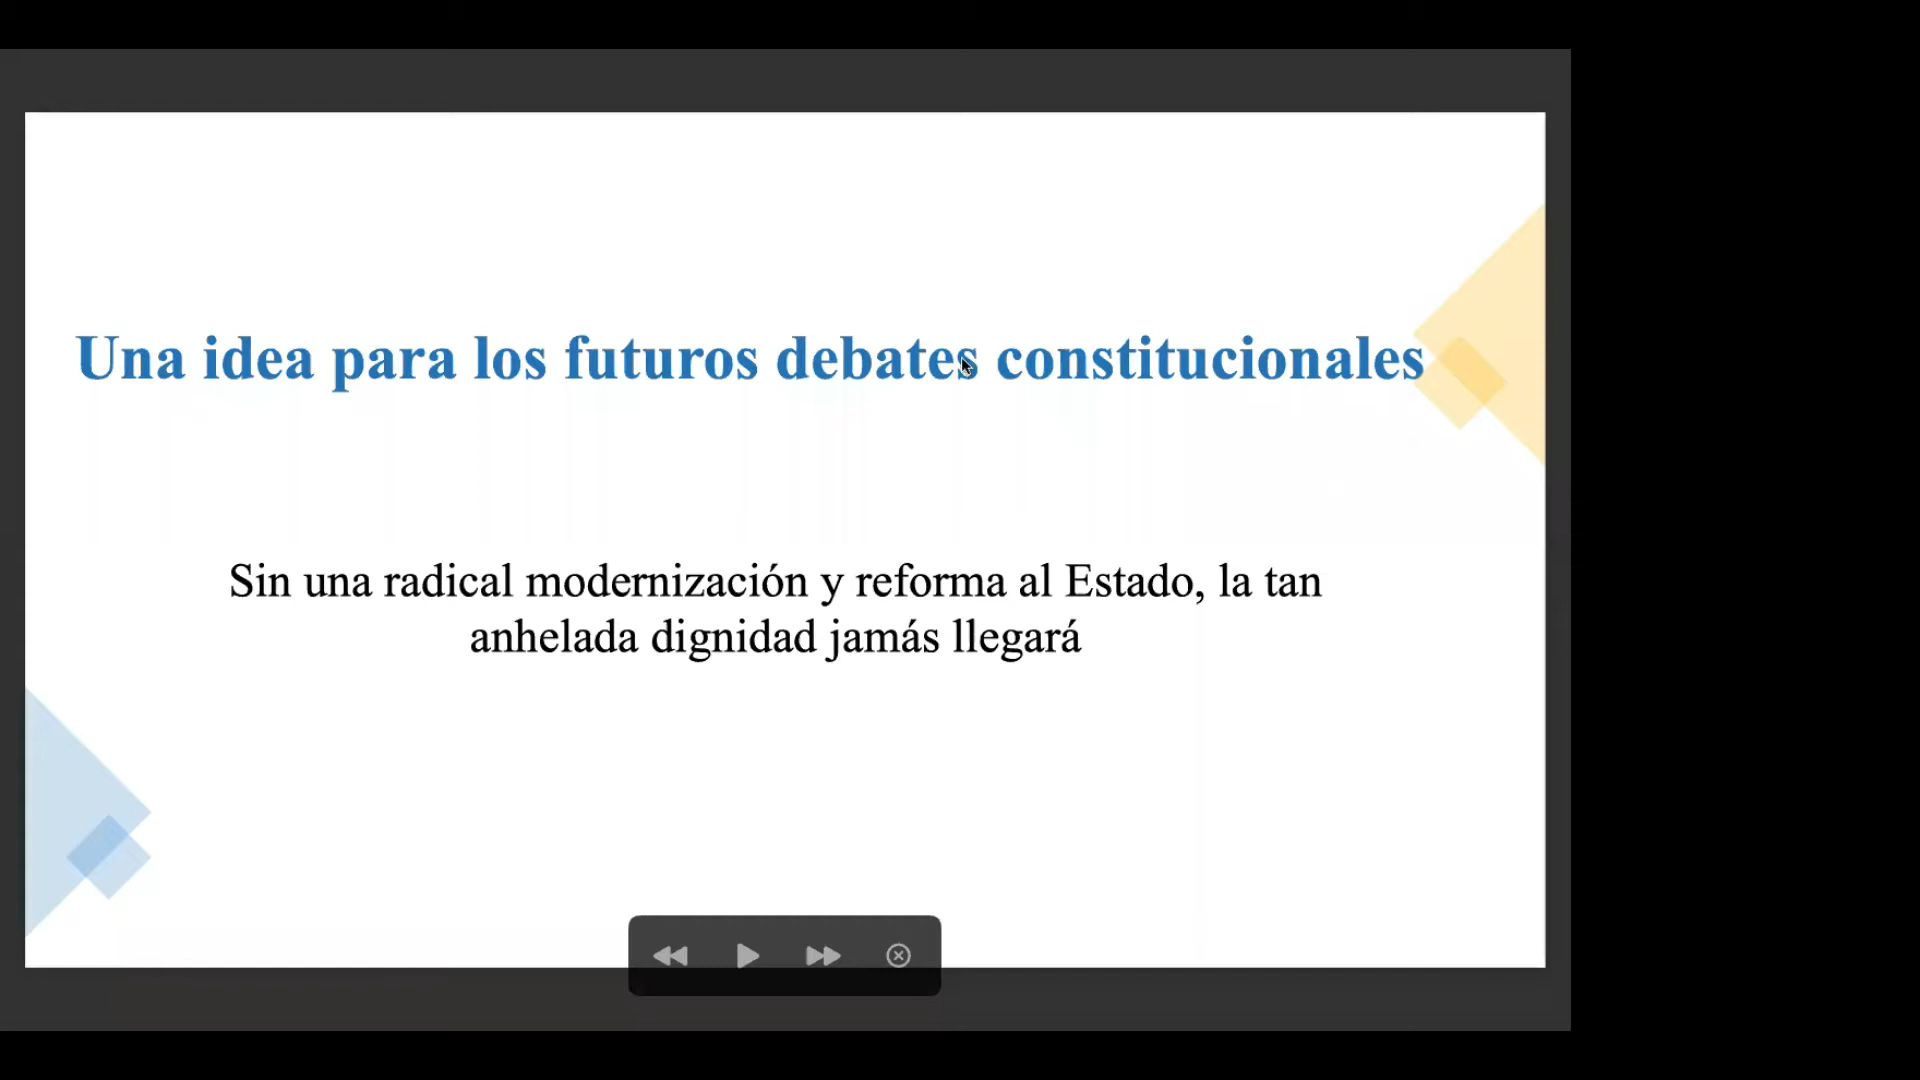 Una idea para los futuros debates constitucionales
Sin una radical modernización y reforma al Estado, la tan
anhelada dignidad jamás llegará